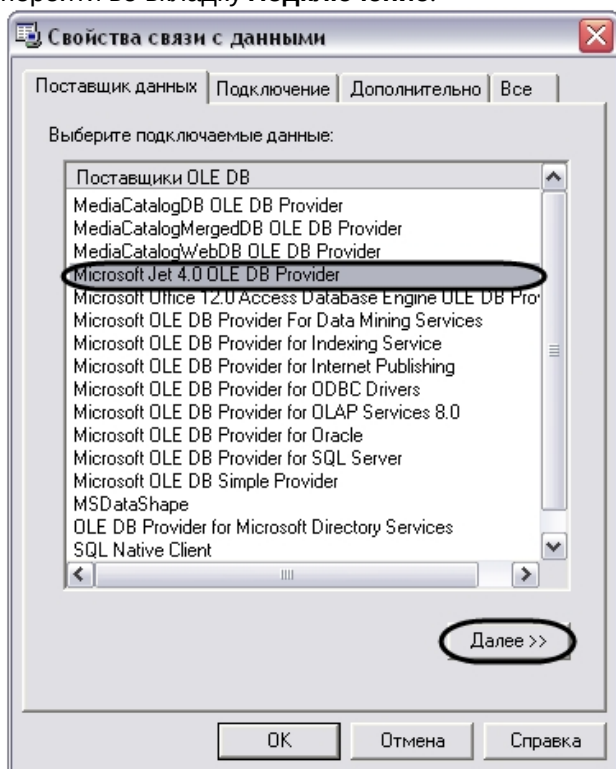 перейти во вкладку Подключение.
Свойства связи с данными
Поставщик данных Подключение Дополнительно Все
Выберите подключаемые данные:
Поставщики OLE DB
MediaCatalogDB OLE DB Provider
MediaCatalogMergedDB OLE DB Provider
MediaCatalogWebDB OLE DB Provider
Microsoft Jet 4.0 OLE DB Provider
Microsoft Office 12.0 Access Database Engine OLE DB Pro
Microsoft OLE DB Provider For Data Mining Services
Microsoft OLE DB Provider for Indexing Service
Microsoft OLE DB Provider for Internet Publishing
Microsoft OLE DB Provider for ODBC Drivers
Microsoft OLE DB Provider for OLAP Services 8.0
Microsoft OLE DB Provider for Oracle
Microsoft OLE DB Provider for SQL Server
Microsoft OLE DB Simple Provider
MSDataShape
OLE DB Provider for Microsoft Directory Services
SQL Native Client
Далее >>
OK Отмена Справка